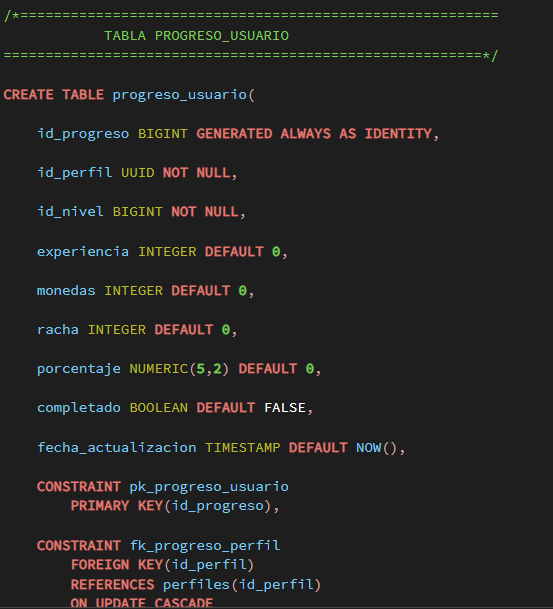 /*=========================================================
TABLA PROGRESO_USUARIO
=========================================================*/
CREATE TABLE progreso_usuario(
id_progreso BIGINT GENERATED ALWAYS AS IDENTITY,
id_perfil UUID NOT NULL,
id_nivel BIGINT NOT NULL,
experiencia INTEGER DEFAULT 0,
monedas INTEGER DEFAULT 0,
racha INTEGER DEFAULT 0,
porcentaje NUMERIC(5,2) DEFAULT 0,
completado BOOLEAN DEFAULT FALSE,
fecha_actualizacion TIMESTAMP DEFAULT NOW(),
CONSTRAINT pk_progreso_usuario
PRIMARY KEY(id_progreso),
CONSTRAINT fk_progreso_perfil
FOREIGN KEY(id_perfil)
REFERENCES perfiles(id_perfil)
ON UPDATE CASCADE